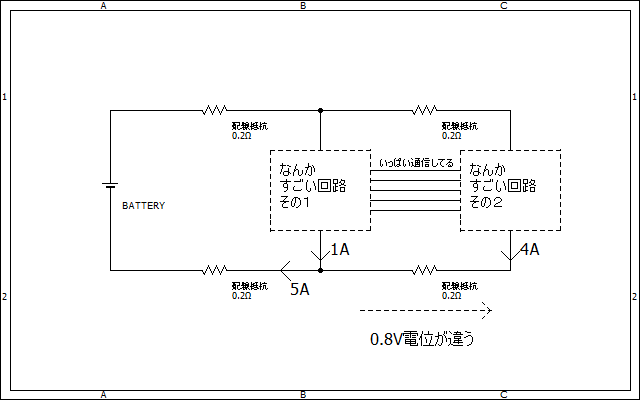 A B C
1 1
配線抵抗 配線抵抗
0.2Ω 0.2Ω
いっぱい通信してる
なんか なんか
すごい回路 すごい回路
その1 その2
BATTERY
1A 4A
5A
配線抵抗 配線抵抗
0.2Ω 0.2Ω
2 2
0.8V電位が違う
A B C